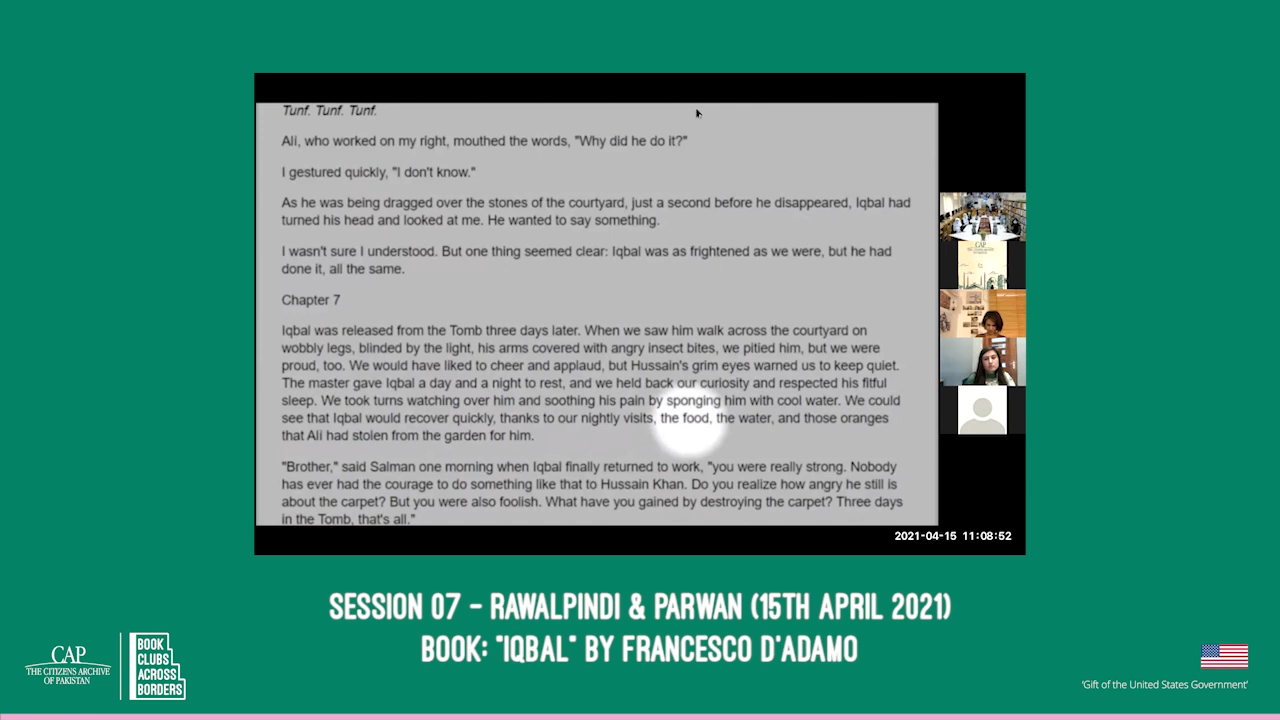 Tunf. Tunf. Tunf.
Ali, who worked on my right, mouthed the words, "Why did he do it?"
I gestured quickly, "I don't know."
As he was being dragged over the stones of the courtyard, just a second before he disappeared, Iqbal had
turned his head and looked at me. He wanted to say something.
I wasn't sure I understood. But one thing seemed clear: Iqbal was as frightened as we were, but he had
done it, all the same.
Chapter 7
Iqbal was released from the Tomb three days later. When we saw him walk across the courtyard on
wobbly legs, blinded by the light, his arms covered with angry insect bites, we pitied him, but we were
proud, too. We would have liked to cheer and applaud, but Hussain's grim eyes warned us to keep quiet.
The master gave Iqbal a day and a night to rest, and we held back our curiosity and respected his fitful
sleep. We took turns watching over him and soothing his pain by sponging him with cool water. We could
see that Iqbal would recover quickly, thanks to our nightly visits, the food, the water, and those oranges
that Ali had stolen from the garden for him.
"Brother," said Salman one morning when Iqbal finally returned to work, "you were really strong. Nobody
has ever had the courage to do something like that to Hussain Khan. Do you realize how angry he still is
about the carpet? But you were also foolish. What have you gained by destroying the carpet? Three days
in the Tomb, that's all."
CAP
2021-04-15 11:08:52
SESSION 07 - RAWALPINDI & PARWAN (15TH APRIL 2021)
BOOK: "IQBAL" BY FRANCESCO D'ADAMO
CAP
THE CITIZENS ARCHIVE
OF PAKISTAN
BOOK
CLUBS
ACROSS
BORDERS
'Gift of the United States Government'